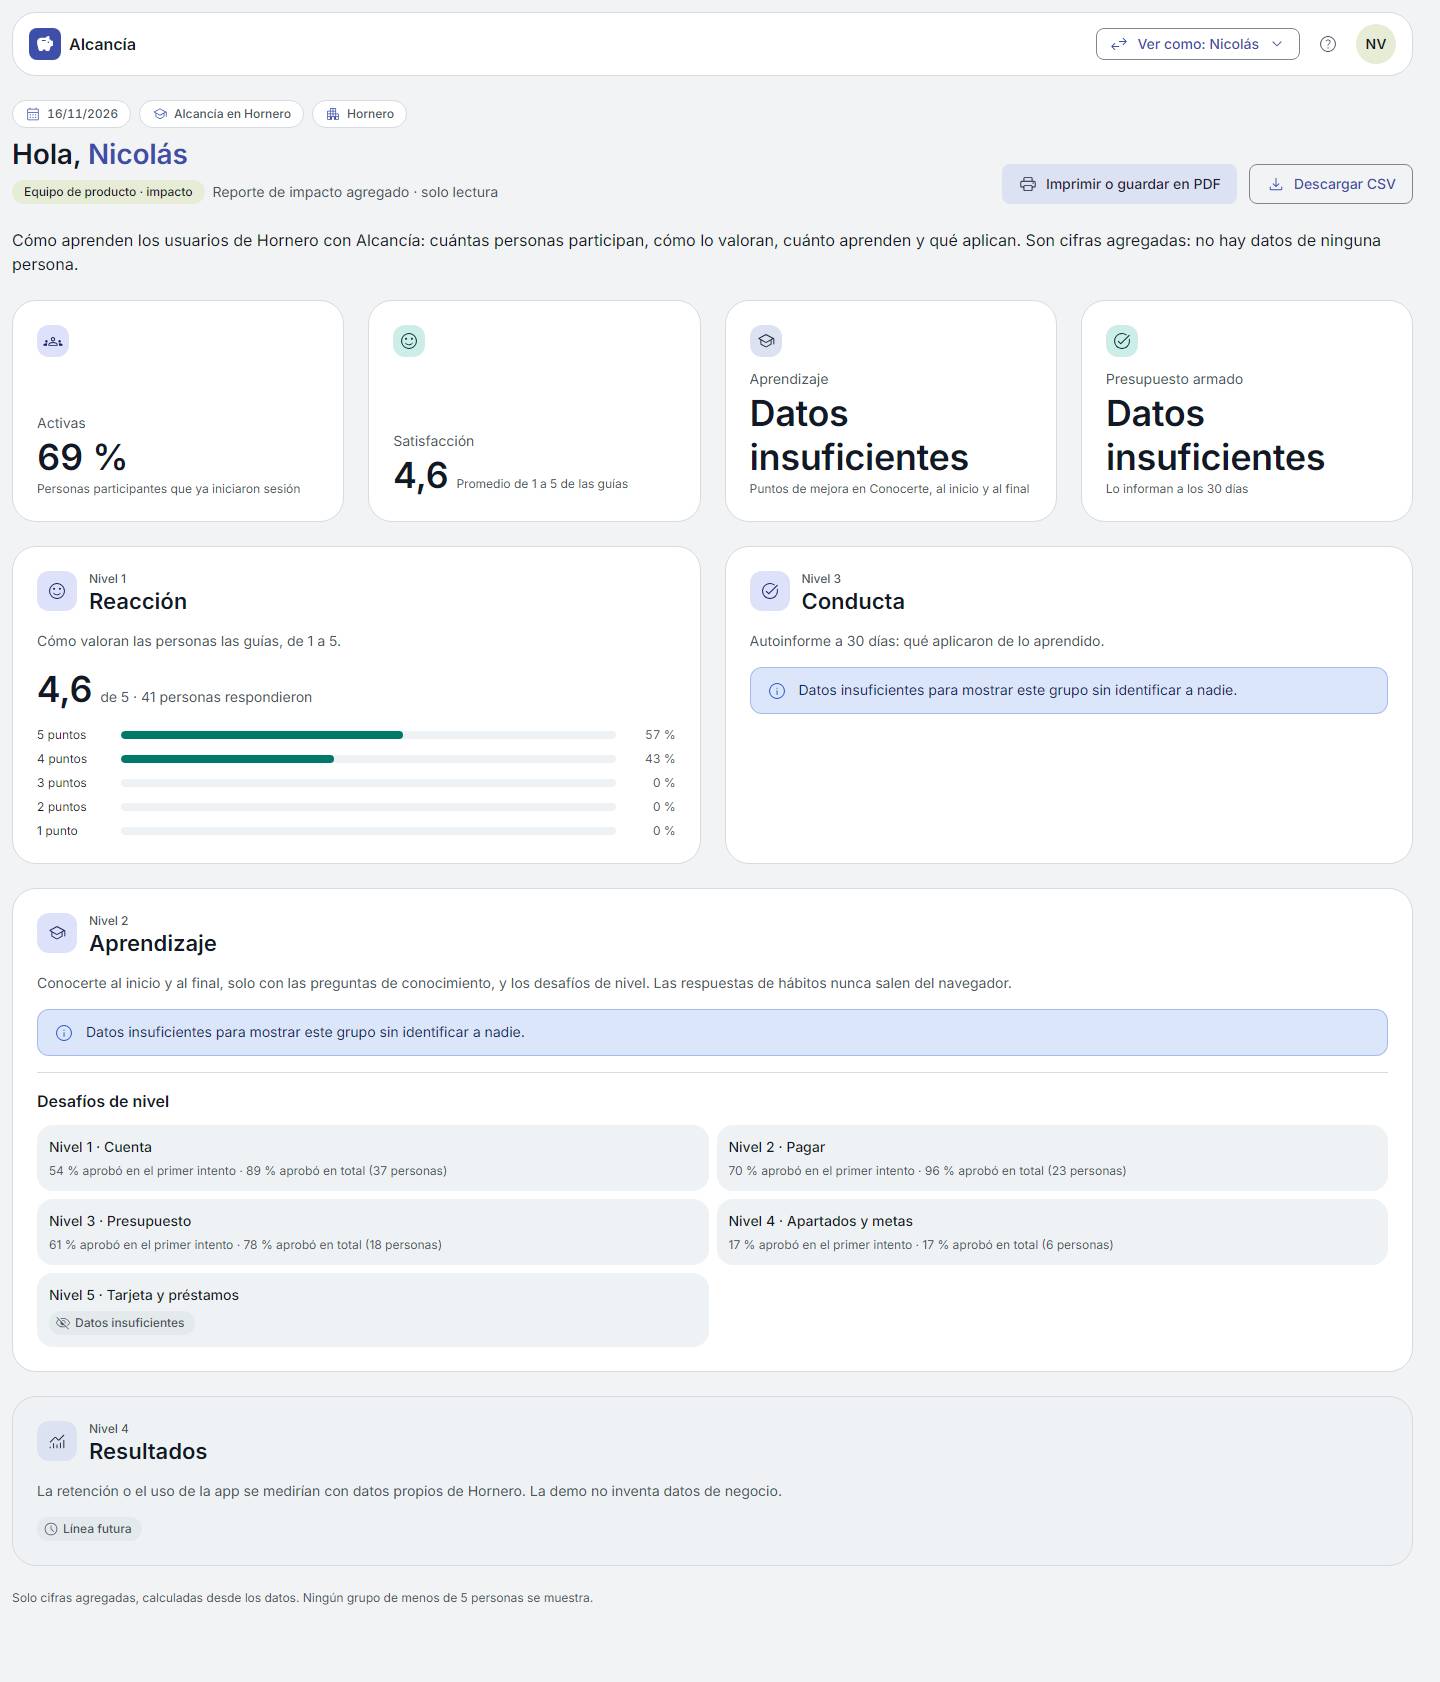 Alcancía
Ver como: Nicolás
NV
16/11/2026
Alcancía en Hornero
Hornero
Hola, Nicolás
Equipo de producto · impacto
Reporte de impacto agregado · solo lectura
Imprimir o guardar en PDF
Descargar CSV
Cómo aprenden los usuarios de Hornero con Alcancía: cuántas personas participan, cómo lo valoran, cuánto aprenden y qué aplican. Son cifras agregadas: no hay datos de ninguna
persona.
Activas
69 %
Personas participantes que ya iniciaron sesión
Satisfacción
4,6 Promedio de 1 a 5 de las guías
Aprendizaje
Datos
insuficientes
Puntos de mejora en Conocerte, al inicio y al final
Presupuesto armado
Datos
insuficientes
Lo informan a los 30 días
Nivel 1
Reacción
Cómo valoran las personas las guías, de 1 a 5.
4,6 de 5 · 41 personas respondieron
5 puntos 57 %
4 puntos 43 %
3 puntos 0 %
2 puntos 0 %
1 punto 0 %
Nivel 3
Conducta
Autoinforme a 30 días: qué aplicaron de lo aprendido.
Datos insuficientes para mostrar este grupo sin identificar a nadie.
Nivel 2
Aprendizaje
Conocerte al inicio y al final, solo con las preguntas de conocimiento, y los desafíos de nivel. Las respuestas de hábitos nunca salen del navegador.
Datos insuficientes para mostrar este grupo sin identificar a nadie.
Desafíos de nivel
Nivel 1 · Cuenta
54 % aprobó en el primer intento · 89 % aprobó en total (37 personas)
Nivel 2 · Pagar
70 % aprobó en el primer intento · 96 % aprobó en total (23 personas)
Nivel 3 · Presupuesto
61 % aprobó en el primer intento · 78 % aprobó en total (18 personas)
Nivel 4 · Apartados y metas
17 % aprobó en el primer intento · 17 % aprobó en total (6 personas)
Nivel 5 · Tarjeta y préstamos
Datos insuficientes
Nivel 4
Resultados
La retención o el uso de la app se medirían con datos propios de Hornero. La demo no inventa datos de negocio.
Línea futura
Solo cifras agregadas, calculadas desde los datos. Ningún grupo de menos de 5 personas se muestra.